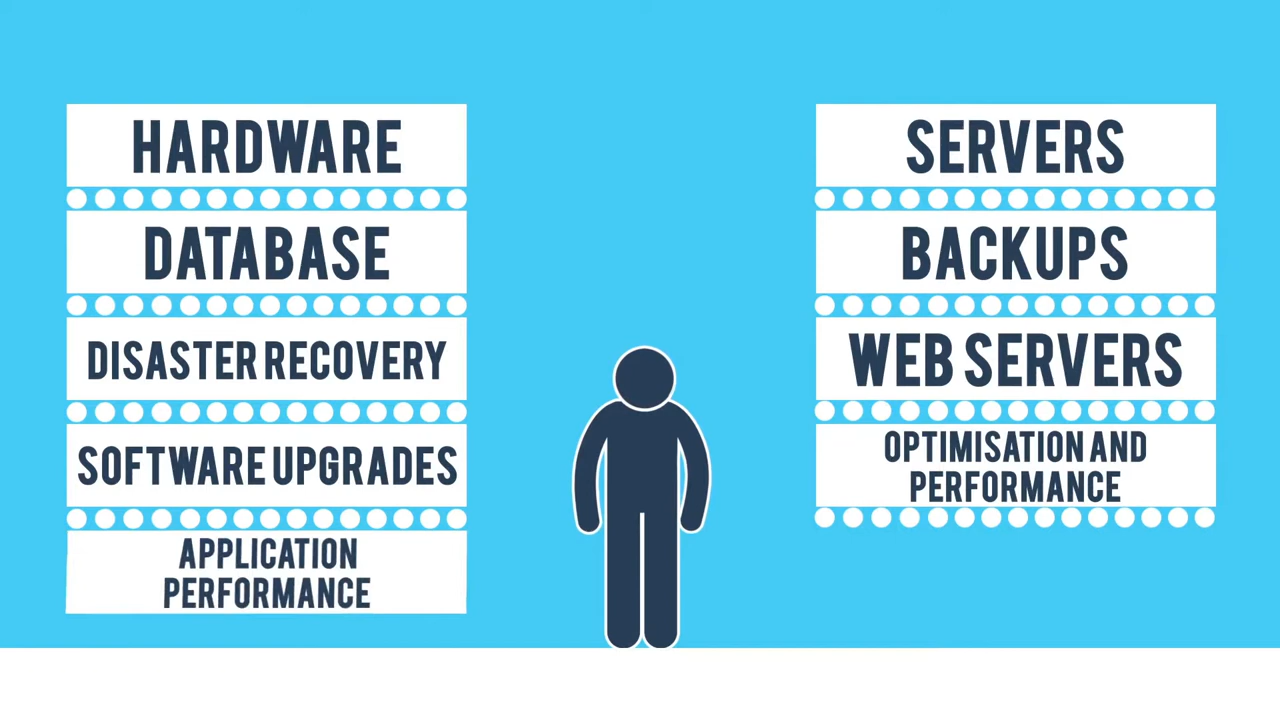 HARDWARE
DATABASE
DISASTER RECOVERY
SOFTWARE UPGRADES
APPLICATION
PERFORMANCE
SERVERS
BACKUPS
WEB SERVERS
OPTIMISATION AND
PERFORMANCE